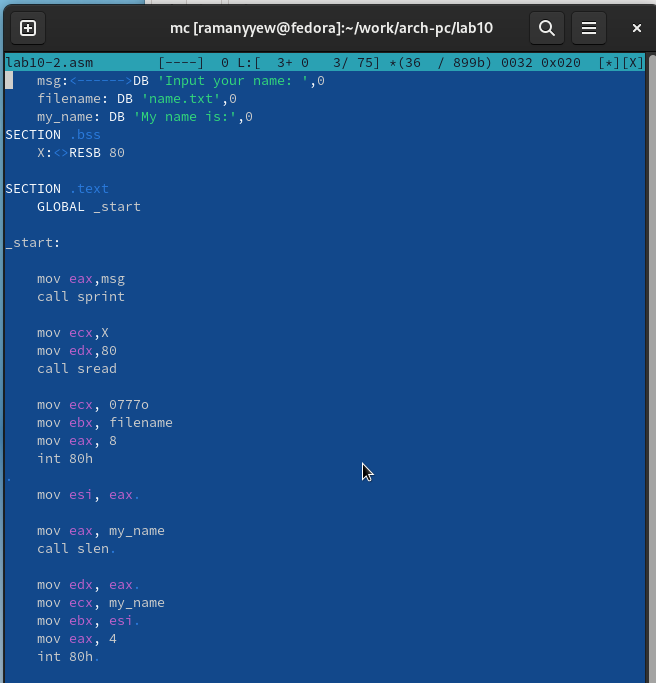 mc [ramanyyew@fedora]:~/work/arch-pc/lab10
lab10-2.asm [----] 0 L:[ 3+ 0 3/ 75] *(36 / 899b) 0032 0x020 [*][X]
msg:<------>DB 'Input your name: ',0
filename: DB 'name.txt',0
my_name: DB 'My name is:',0
SECTION .bss
X:<>RESB 80
SECTION .text
GLOBAL _start
_start:
mov eax,msg
call sprint
mov ecx,X
mov edx,80
call sread
mov ecx, 0777o
mov ebx, filename
mov eax, 8
int 80h
.
mov esi, eax.
mov eax, my_name
call slen.
mov edx, eax.
mov ecx, my_name
mov ebx, esi.
mov eax, 4
int 80h.